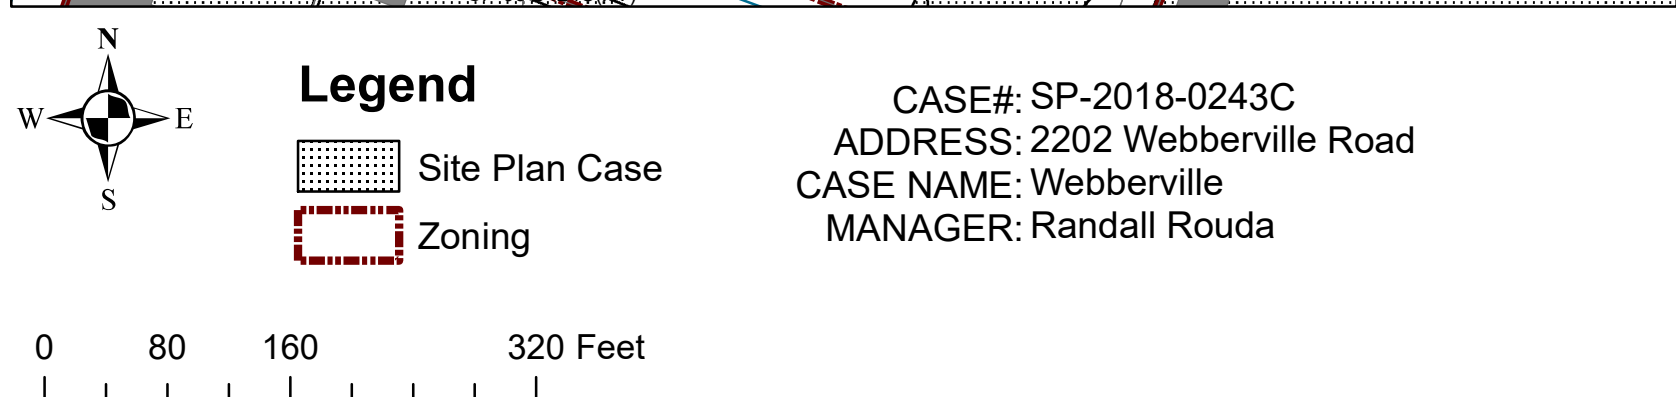 N
W E
S
Legend
Site Plan Case
Zoning
CASE#: SP-2018-0243C
ADDRESS: 2202 Webberville Road
CASE NAME: Webberville
MANAGER: Randall Rouda
0 80 160 320 Feet